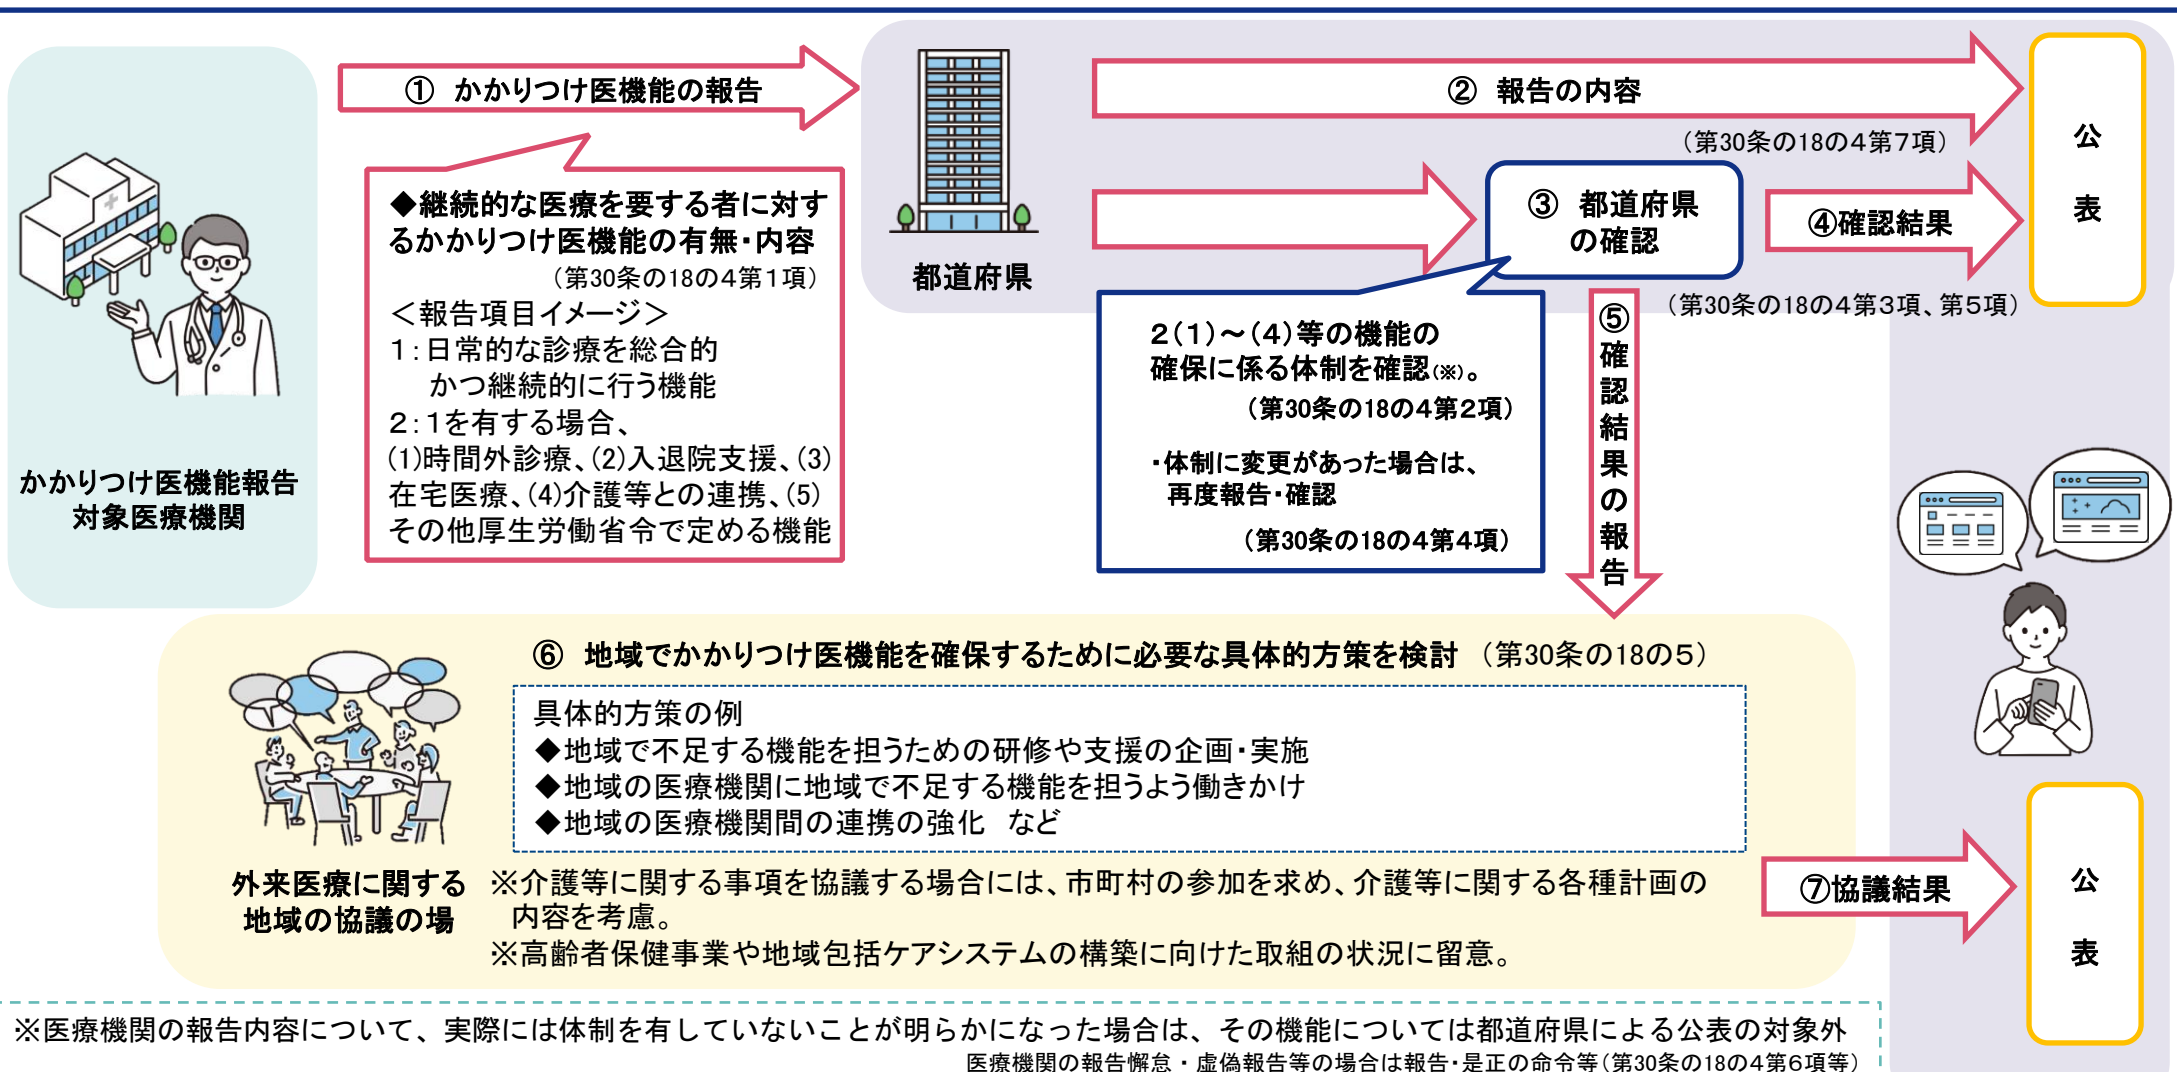 ① かかりつけ医機能の報告
② 報告の内容
(第30条の18の4第7項)
公表
◆継続的な医療を要する者に対す
るかかりつけ医機能の有無・内容
(第30条の18の4第1項)
<報告項目イメージ>
1:日常的な診療を総合的
かつ継続的に行う機能
2:1を有する場合、
(1)時間外診療、(2)入退院支援、(3)
在宅医療、(4)介護等との連携、(5)
その他厚生労働省令で定める機能
かかりつけ医機能報告
対象医療機関
都道府県
③ 都道府県
の確認
④確認結果
(第30条の18の4第3項、第5項)
2(1)~(4)等の機能の
確保に係る体制を確認(※)。
(第30条の18の4第2項)
・体制に変更があった場合は、
再度報告・確認
(第30条の18の4第4項)
⑤確認結果の報告
⑥ 地域でかかりつけ医機能を確保するために必要な具体的方策を検討 (第30条の18の5)
具体的方策の例
◆地域で不足する機能を担うための研修や支援の企画・実施
◆地域の医療機関に地域で不足する機能を担うよう働きかけ
◆地域の医療機関間の連携の強化 など
外来医療に関する
地域の協議の場
※介護等に関する事項を協議する場合には、市町村の参加を求め、介護等に関する各種計画の
内容を考慮。
※高齢者保健事業や地域包括ケアシステムの構築に向けた取組の状況に留意。
⑦協議結果
公表
※医療機関の報告内容について、実際には体制を有していないことが明らかになった場合は、その機能については都道府県による公表の対象外
医療機関の報告懈怠・虚偽報告等の場合は報告・是正の命令等(第30条の18の4第6項等)